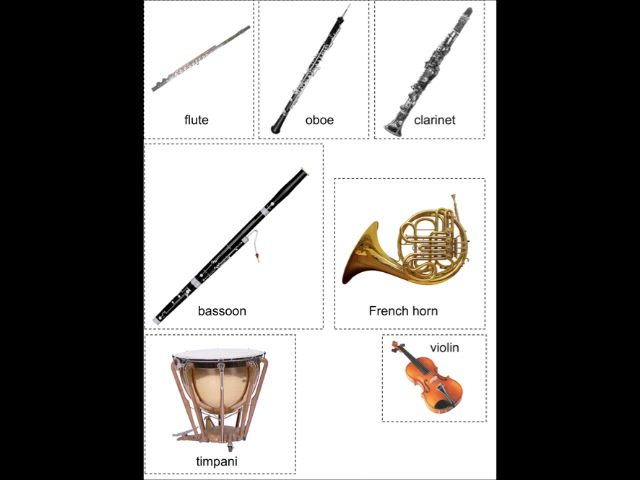 flute
oboe
clarinet
bassoon
French horn
violin
timpani